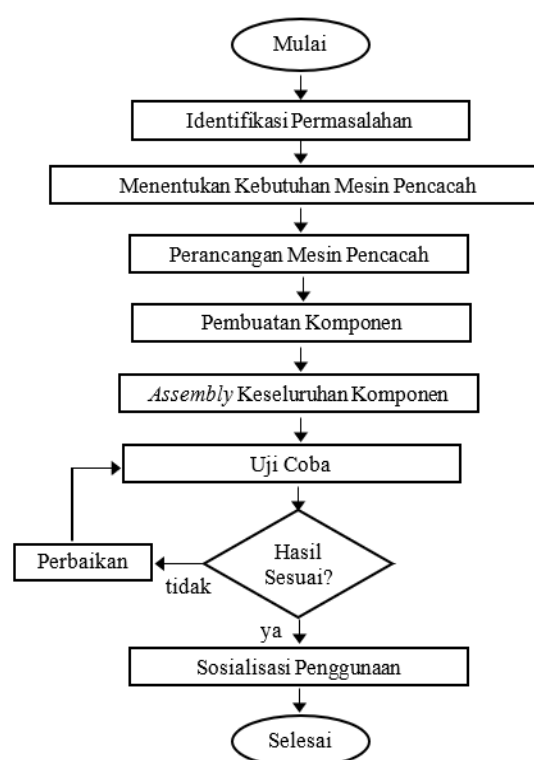 Mulai
Identifikasi Permasalahan
Menentukan Kebutuhan Mesin Pencacah
Perancangan Mesin Pencacah
Pembuatan Komponen
Assembly Keseluruhan Komponen
Uji Coba
Hasil
Sesuai?
Perbaikan
tidak
ya
Sosialisasi Penggunaan
Selesai